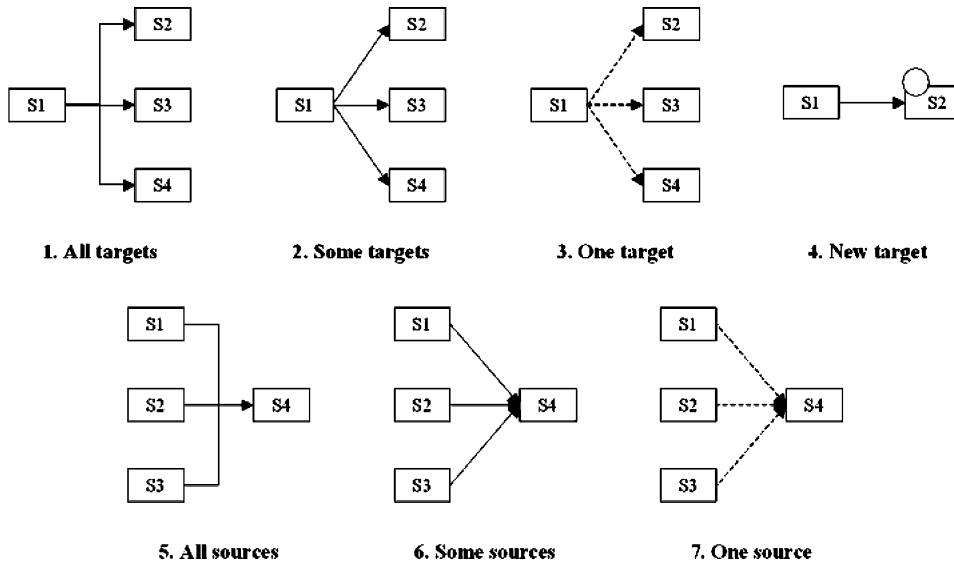 S2
S2
S2
S1
S3
S1
S3
S1
S3
S1
S2
S4
S4
S4
1. All targets
2. Some targets
3. One target
4. New target
S1
S1
S1
S2
S4
S2
S4
S2
S4
S3
S3
S3
5. All sources
6. Some sources
7. One source